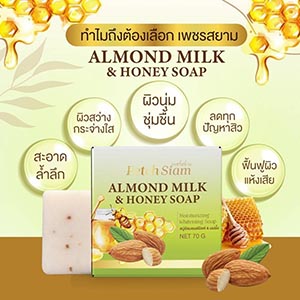 ทำไมถึงต้องเลือก เพชรสยาม
ALMOND MILK
& HONEY SOAP
ผิวนุ่ม
ชุ่มชื้น
ผิวสว่าง
กระจ่างใส
ลดทุก
ปัญหาสิว
สะอาด
ล้ำลึก
ฟื้นฟูผิว
แห้งเสีย
Petch Siam
ALMOND MILK
& HONEY SOAP
Moisturizing
Whitening Soap
NET 70 G